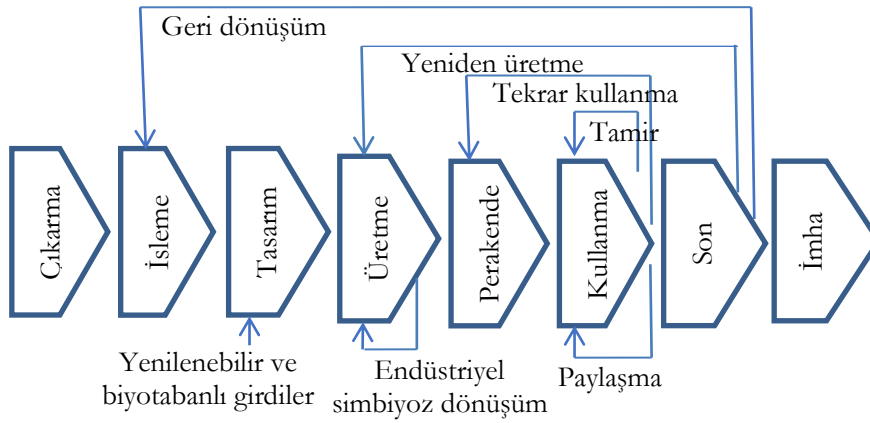 Geri dönüşüm
Yeniden üretme
Tekrar kullanma
Tamir
Çıkarma
İsleme
Tasarım
Üretme
Perakende
Kullanma
Son
İmha
Yenilenebilir ve
biyotabanlı girdiler
Endüstriyel
simbiyoz dönüşüm
Paylaşma